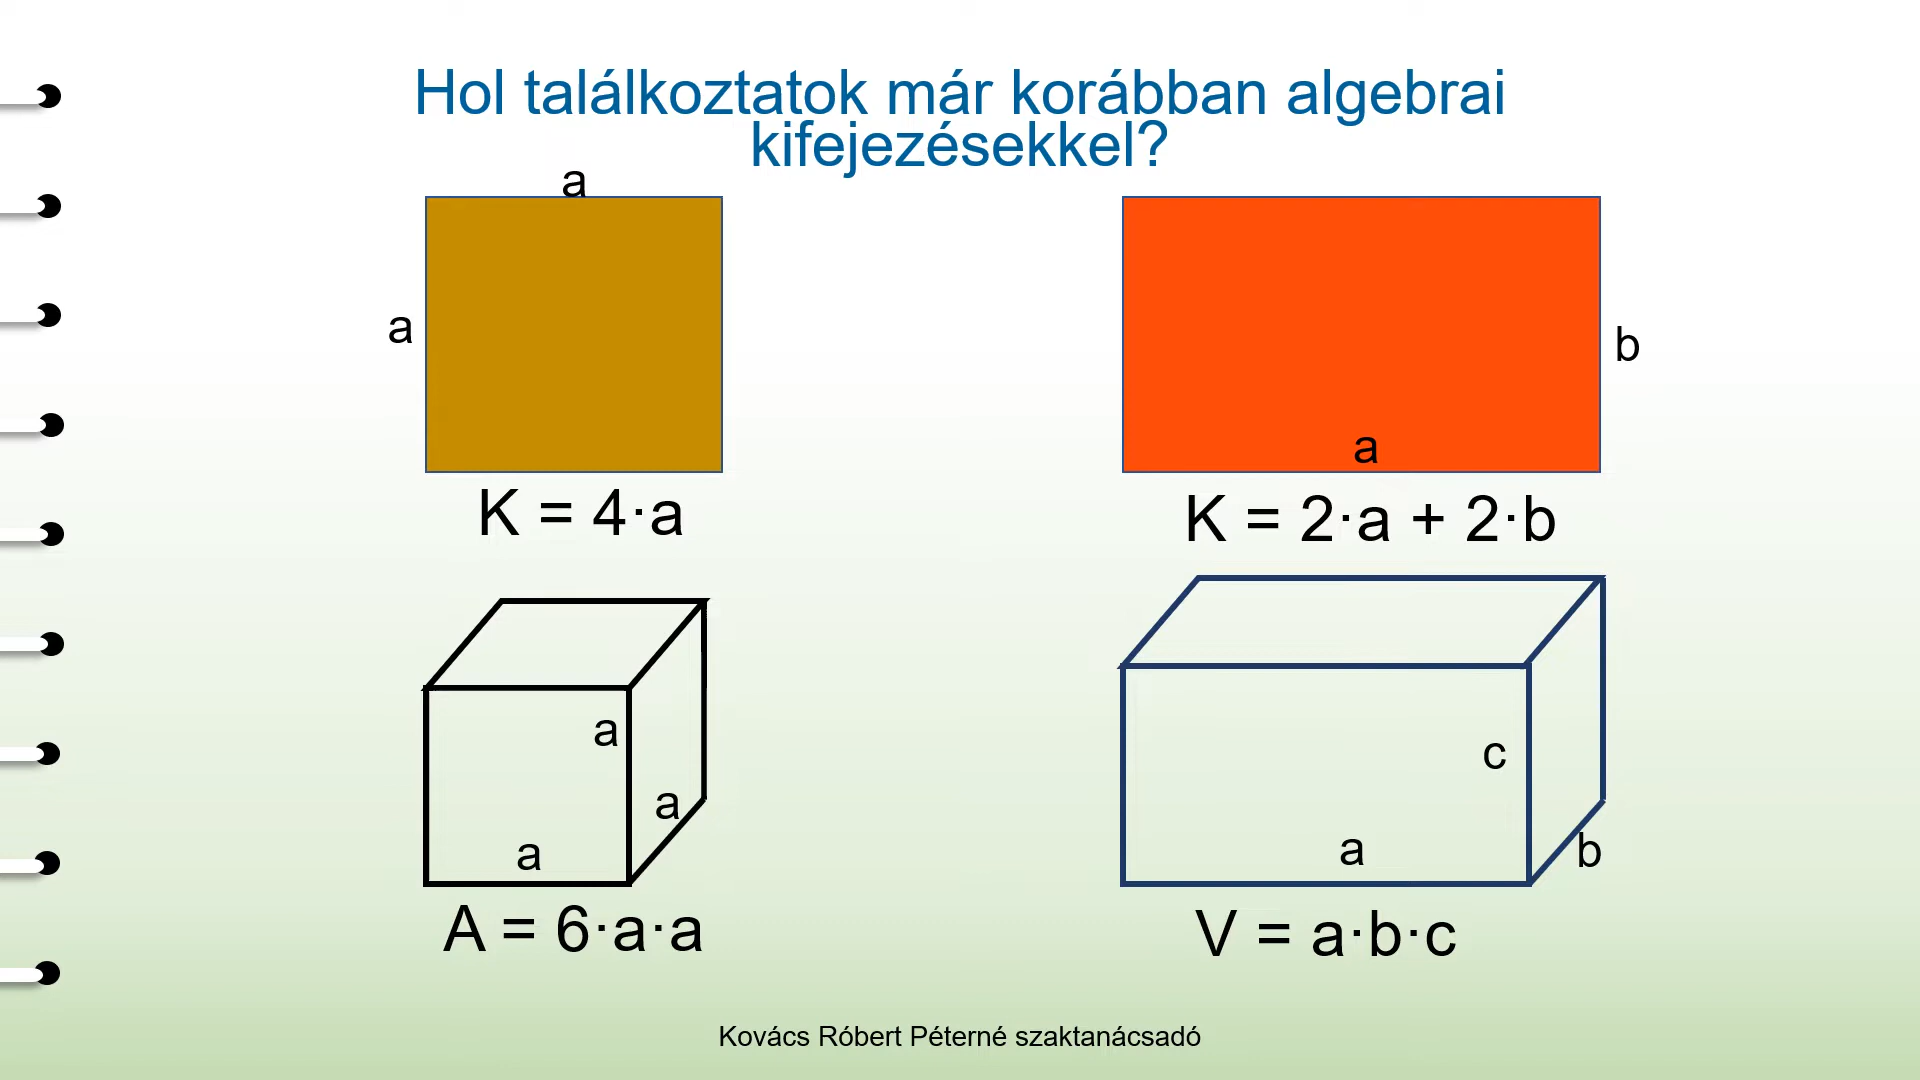 Hol találkoztatok már korábban algebrai
kifejezésekkel?
a
a
b
a
K = 4·a
K = 2·a + 2·b
a
a
a
c
a
b
A = 6·a·a
V = a·b·c
Kovács Róbert Péterné szaktanácsadó